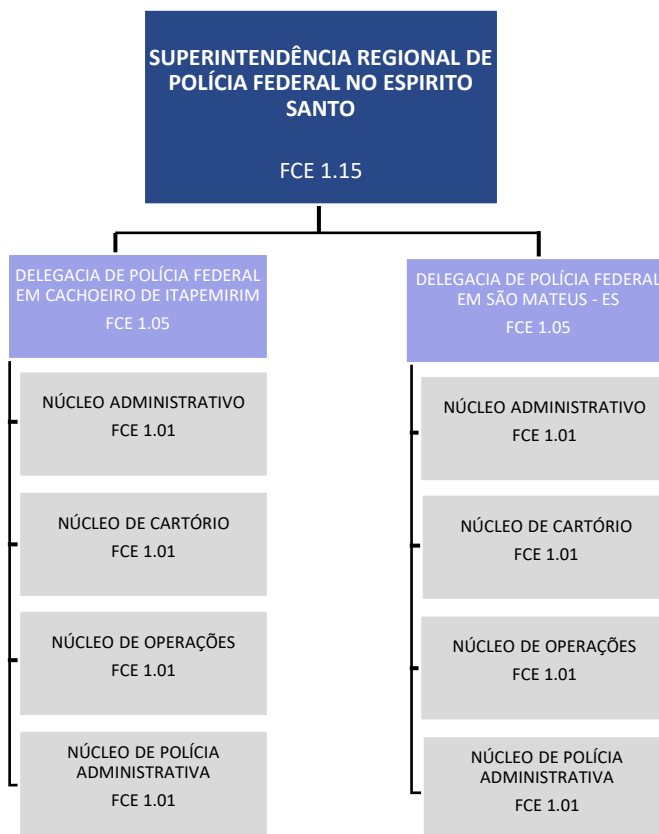 SUPERINTENDÊNCIA REGIONAL DE
POLÍCIA FEDERAL NO ESPIRITO
SANTO
FCE 1.15
DELEGACIA DE POLÍCIA FEDERAL
EM CACHOEIRO DE ITAPEMIRIM
FCE 1.05
NÚCLEO ADMINISTRATIVO
FCE 1.01
NÚCLEO DE CARTÓRIO
FCE 1.01
NÚCLEO DE OPERAÇÕES
FCE 1.01
NÚCLEO DE POLÍCIA
ADMINISTRATIVA
FCE 1.01
DELEGACIA DE POLÍCIA FEDERAL
EM SÃO MATEUS - ES
FCE 1.05
NÚCLEO ADMINISTRATIVO
FCE 1.01
NÚCLEO DE CARTÓRIO
FCE 1.01
NÚCLEO DE OPERAÇÕES
FCE 1.01
NÚCLEO DE POLÍCIA
ADMINISTRATIVA
FCE 1.01